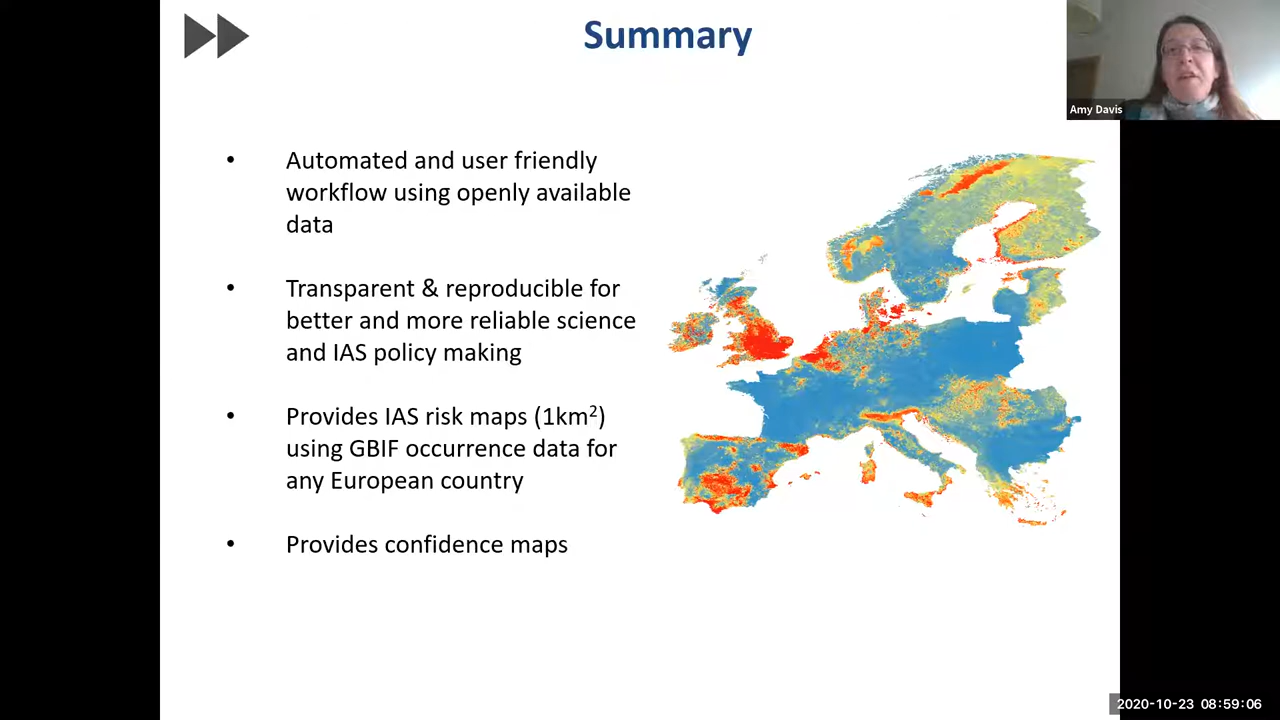 Summary
Amy Davis
• Automated and user friendly
workflow using openly available
data
• Transparent & reproducible for
better and more reliable science
and IAS policy making
• Provides IAS risk maps (1km²)
using GBIF occurrence data for
any European country
• Provides confidence maps
2020-10-23 08:59:06